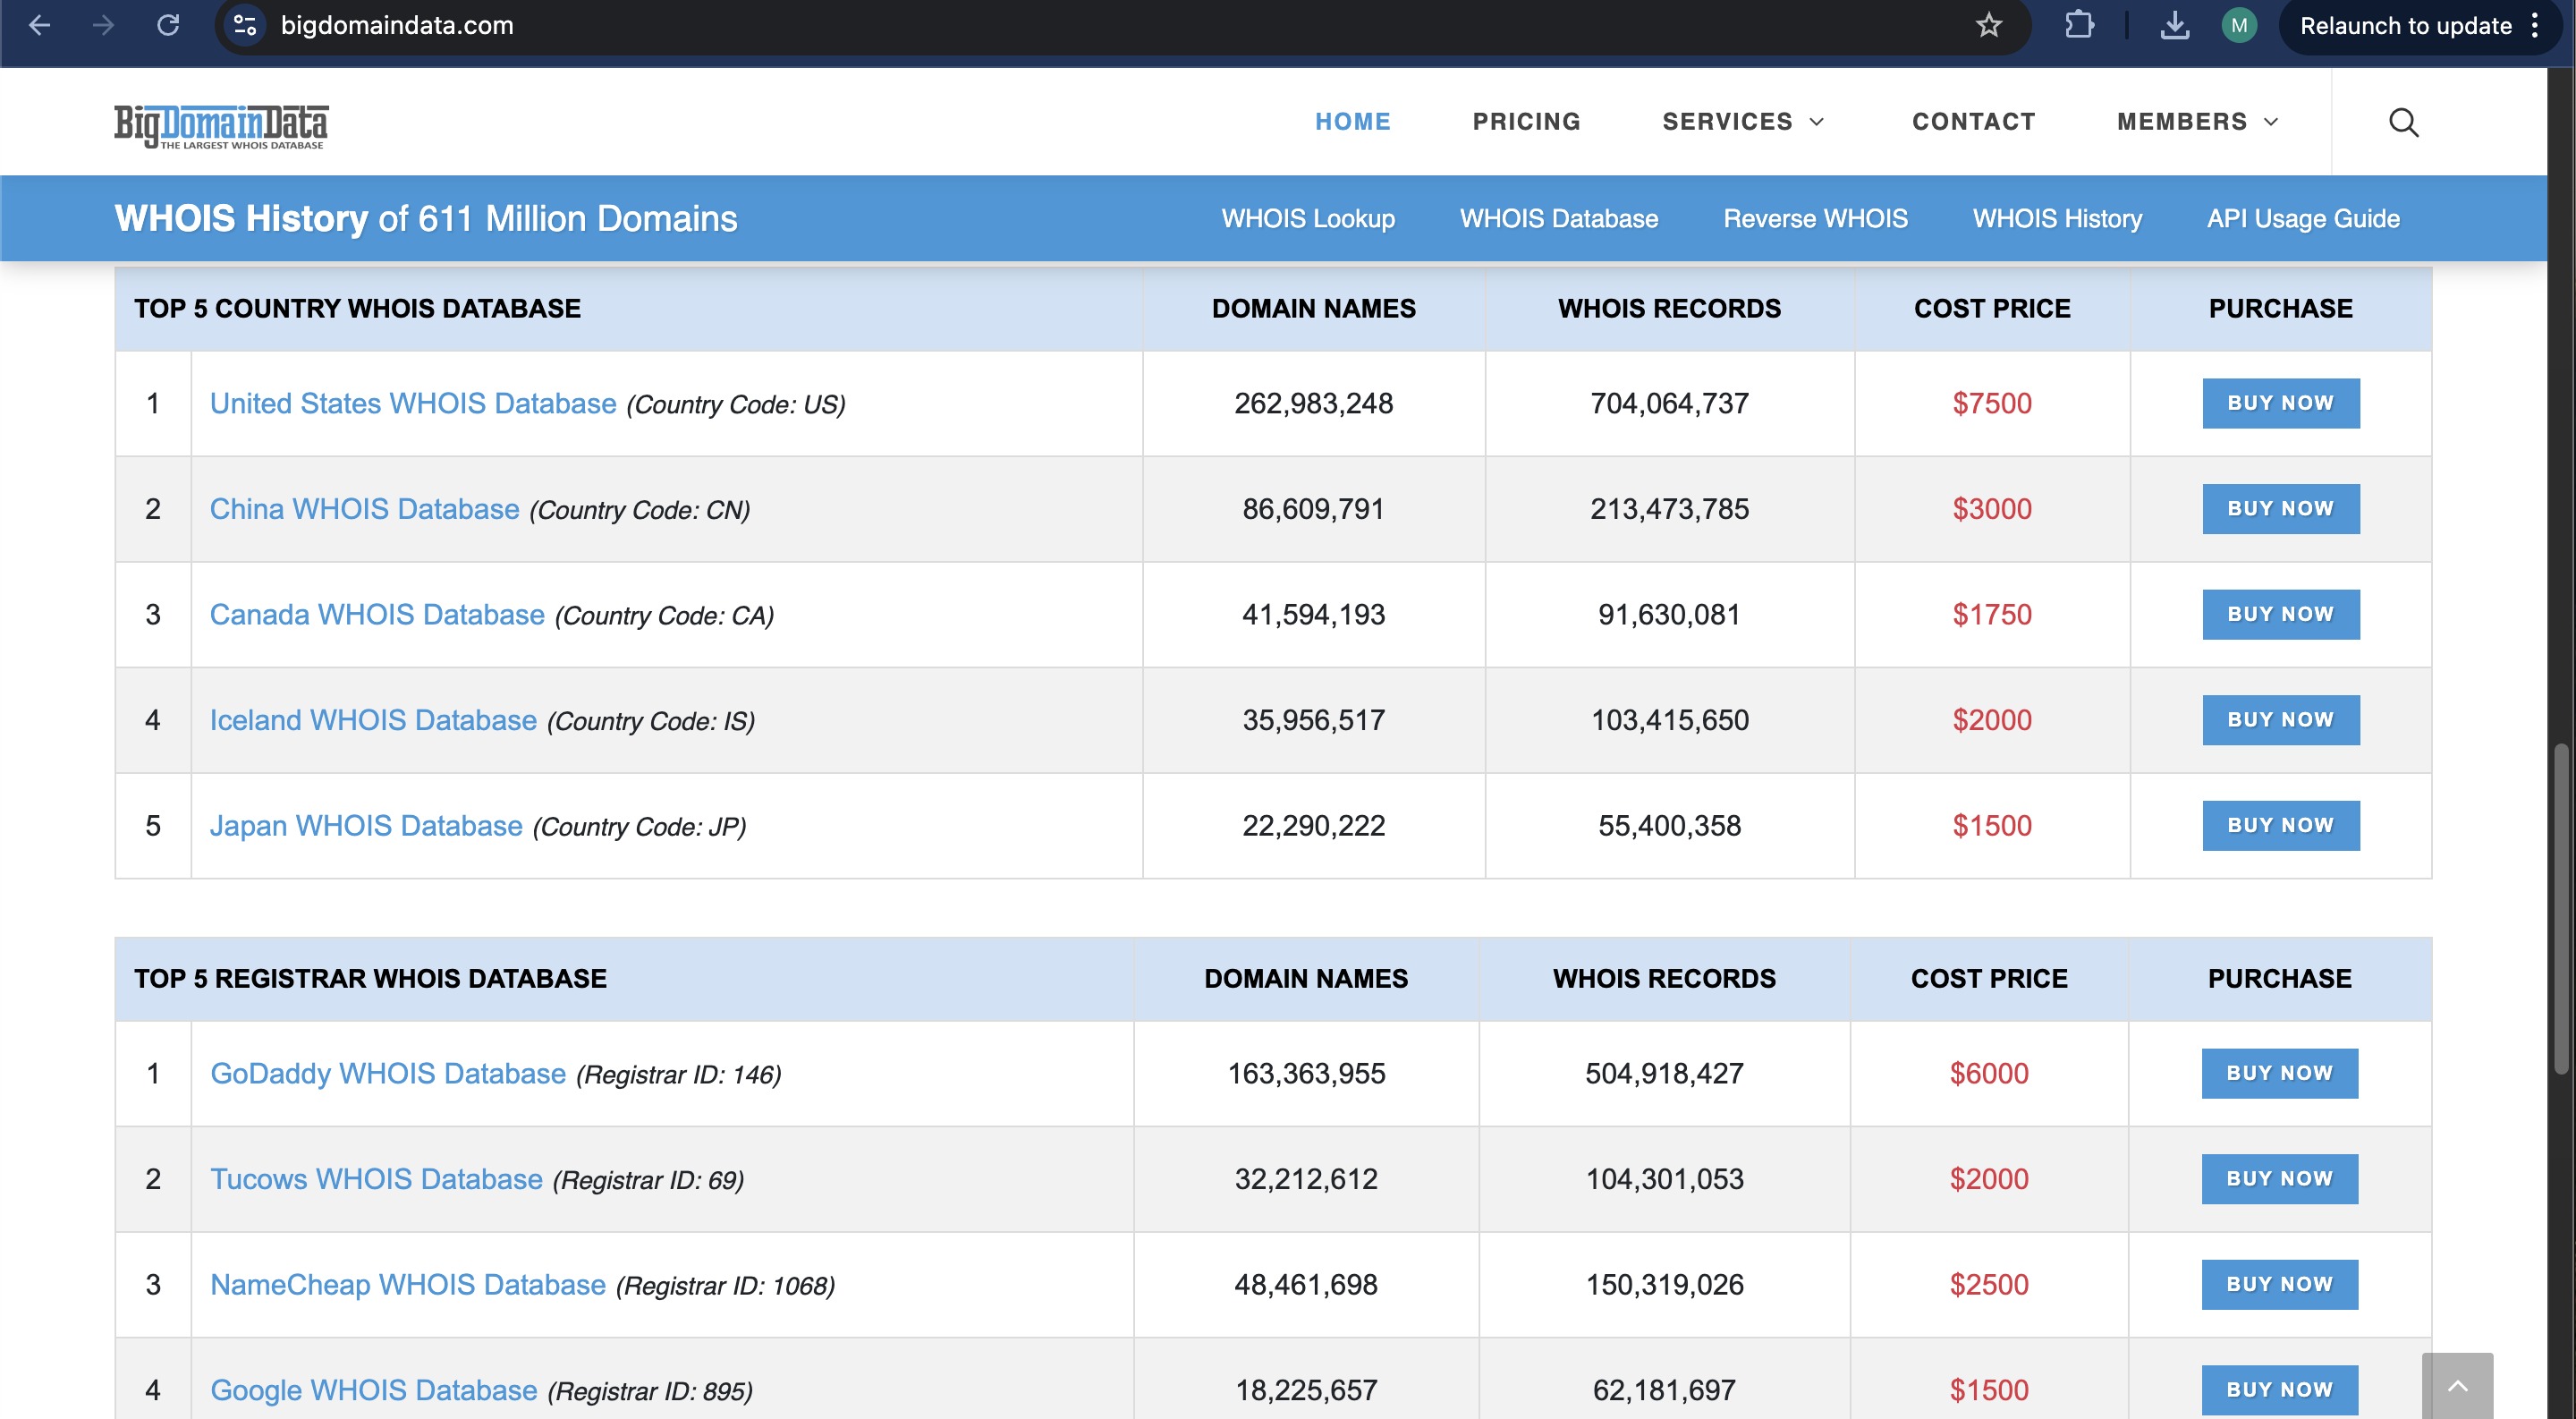 bigdomaindata.com
M
Relaunch to update
BigDomainData
THE LARGEST WHOIS DATABASE
HOME PRICING SERVICES CONTACT MEMBERS
WHOIS History of 611 Million Domains
WHOIS Lookup WHOIS Database Reverse WHOIS WHOIS History API Usage Guide
TOP 5 COUNTRY WHOIS DATABASE DOMAIN NAMES WHOIS RECORDS COST PRICE PURCHASE
1 United States WHOIS Database (Country Code: US) 262,983,248 704,064,737 $7500 BUY NOW
2 China WHOIS Database (Country Code: CN) 86,609,791 213,473,785 $3000 BUY NOW
3 Canada WHOIS Database (Country Code: CA) 41,594,193 91,630,081 $1750 BUY NOW
4 Iceland WHOIS Database (Country Code: IS) 35,956,517 103,415,650 $2000 BUY NOW
5 Japan WHOIS Database (Country Code: JP) 22,290,222 55,400,358 $1500 BUY NOW
TOP 5 REGISTRAR WHOIS DATABASE DOMAIN NAMES WHOIS RECORDS COST PRICE PURCHASE
1 GoDaddy WHOIS Database (Registrar ID: 146) 163,363,955 504,918,427 $6000 BUY NOW
2 Tucows WHOIS Database (Registrar ID: 69) 32,212,612 104,301,053 $2000 BUY NOW
3 NameCheap WHOIS Database (Registrar ID: 1068) 48,461,698 150,319,026 $2500 BUY NOW
4 Google WHOIS Database (Registrar ID: 895) 18,225,657 62,181,697 $1500 BUY NOW